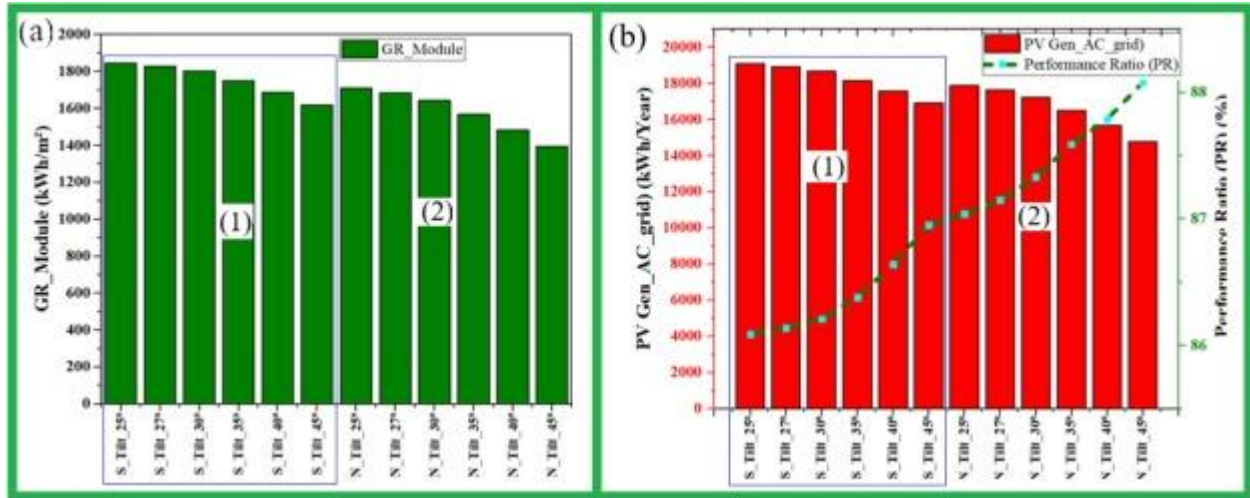 (a)
GR_Module
GR_Module (kWh/m²)
2000
1800
1600
1400
1200
1000
800
600
400
200
0
(1)
(2)
S_Tilt_25°
S_Tilt_27°
S_Tilt_30°
S_Tilt_35°
S_Tilt_40°
S_Tilt_45°
N_Tilt_25°
N_Tilt_27°
N_Tilt_30°
N_Tilt_35°
N_Tilt_40°
N_Tilt_45°
(b)
PV Gen_AC_grid)
Performance Ratio (PR)
PV Gen_AC_grid) (kWh/Year)
20000
18000
16000
14000
12000
10000
8000
6000
4000
2000
0
(1)
(2)
88
87
86
Performance Ratio (PR) (%)
S_Tilt_25°
S_Tilt_27°
S_Tilt_30°
S_Tilt_35°
S_Tilt_40°
S_Tilt_45°
N_Tilt_25°
N_Tilt_27°
N_Tilt_30°
N_Tilt_35°
N_Tilt_40°
N_Tilt_45°